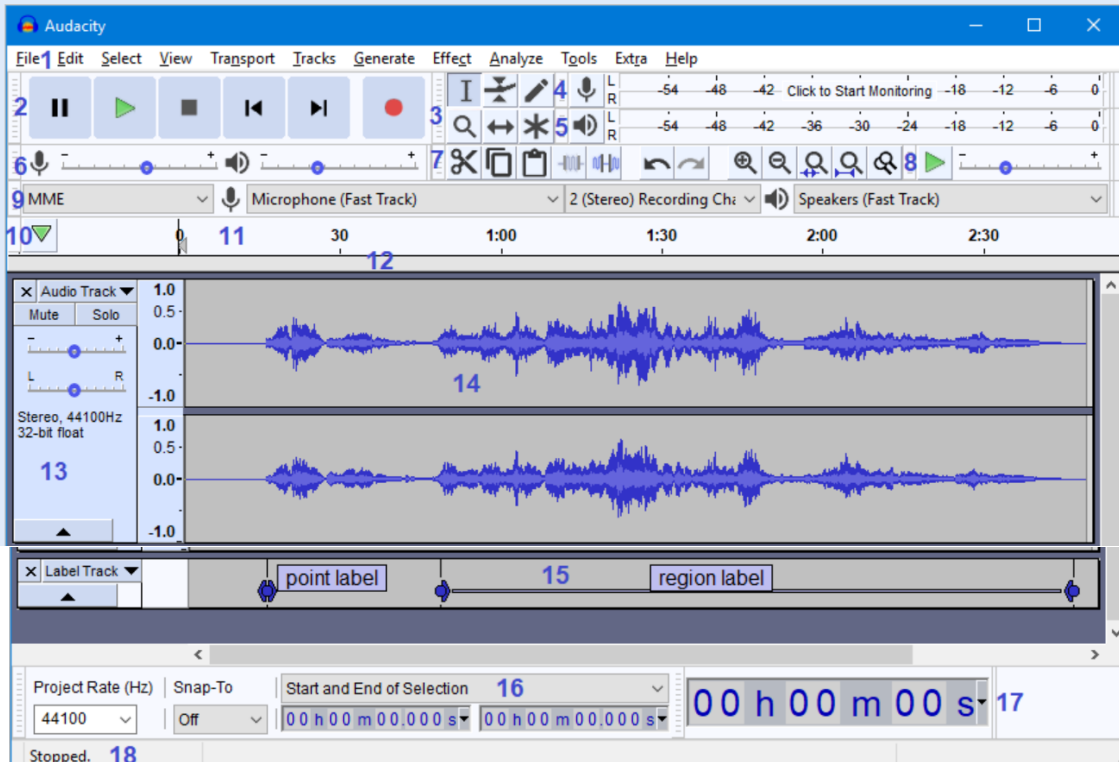 Audacity
File 1 Edit Select View Transport Tracks Generate Effect Analyze Tools Extra Help
2 3 4 L R -54 -48 -42 Click to Start Monitoring -18 -12 -6 0
5 L R -54 -48 -42 -36 -30 -24 -18 -12 -6 0
6 - + - + 7 8 - +
9 MME Microphone (Fast Track) 2 (Stereo) Recording Cha Speakers (Fast Track)
10 0 11 30 1:00 1:30 2:00 2:30
12
X Audio Track 1.0
Mute Solo 0.5
- + 0.0
L R
14
-1.0
Stereo, 44100Hz 1.0
32-bit float 0.5
13
0.0
-1.0
X Label Track point label 15 region label
Project Rate (Hz) Snap-To Start and End of Selection 16
44100 Off 00 h 00 m 00.000 s 00 h 00 m 00.000 s 00 h 00 m 00 s 17
Stopped. 18